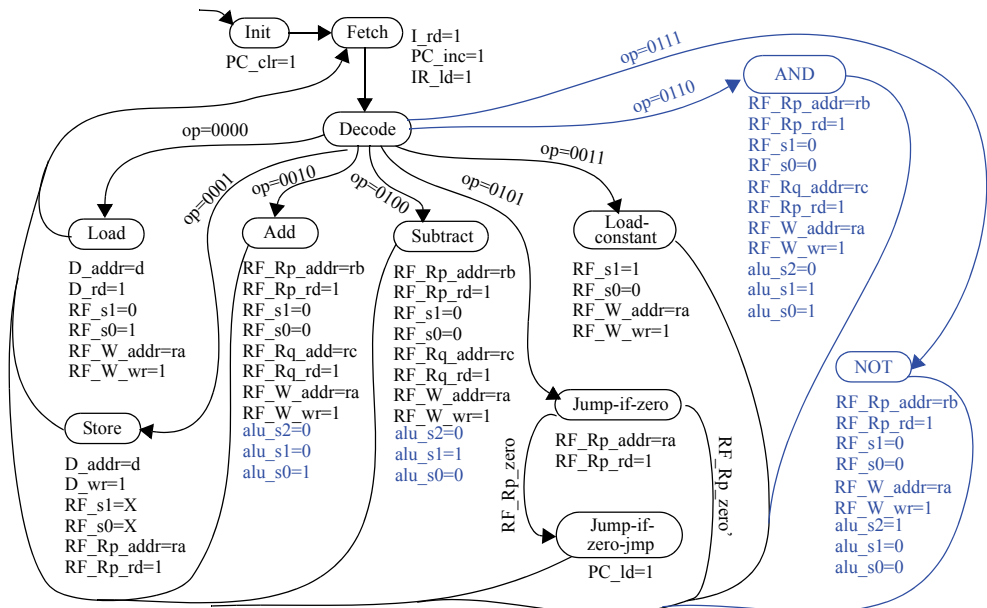 Init
PC_clr=1
Fetch
I_rd=1
PC_inc=1
IR_ld=1
Decode
op=0000
op=0001
op=0010
op=0100
op=0101
op=0011
op=0110
op=0111
Load
D_addr=d
D_rd=1
RF_s1=0
RF_s0=1
RF_W_addr=ra
RF_W_wr=1
Store
D_addr=d
D_wr=1
RF_s1=X
RF_s0=X
RF_Rp_addr=ra
RF_Rp_rd=1
Add
RF_Rp_addr=rb
RF_Rp_rd=1
RF_s1=0
RF_s0=0
RF_Rq_add=rc
RF_Rq_rd=1
RF_W_addr=ra
RF_W_wr=1
alu_s2=0
alu_s1=0
alu_s0=1
Subtract
RF_Rp_addr=rb
RF_Rp_rd=1
RF_s1=0
RF_s0=0
RF_Rq_addr=rc
RF_Rq_rd=1
RF_W_addr=ra
RF_W_wr=1
alu_s2=0
alu_s1=1
alu_s0=0
Load-
constant
RF_s1=1
RF_s0=0
RF_W_addr=ra
RF_W_wr=1
Jump-if-zero
RF_Rp_addr=ra
RF_Rp_rd=1
RF_Rp_zero
RF_Rp_zero'
Jump-if-
zero-jmp
PC_ld=1
AND
RF_Rp_addr=rb
RF_Rp_rd=1
RF_s1=0
RF_s0=0
RF_Rq_addr=rc
RF_Rp_rd=1
RF_W_addr=ra
RF_W_wr=1
alu_s2=0
alu_s1=1
alu_s0=1
NOT
RF_Rp_addr=rb
RF_Rp_rd=1
RF_s1=0
RF_s0=0
RF_W_addr=ra
RF_W_wr=1
alu_s2=1
alu_s1=0
alu_s0=0